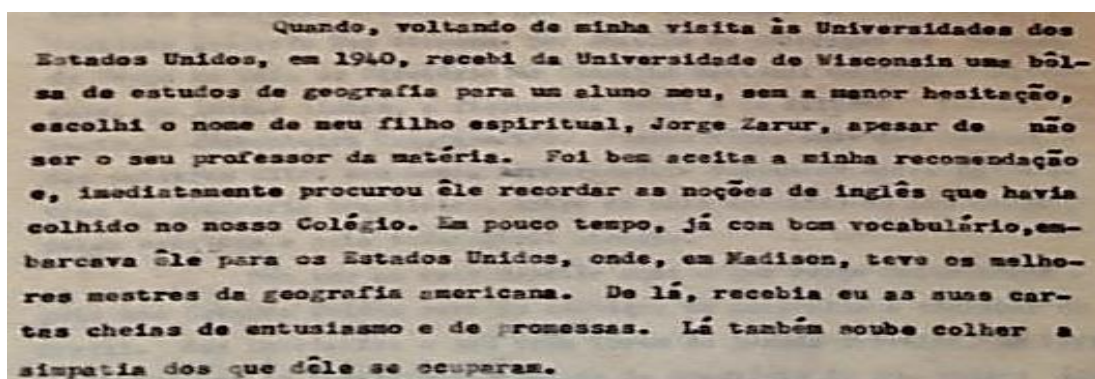 Quando, voltando de minha visita às Universidades dos
Estados Unidos, em 1940, recebi da Universidade de Wisconsin uma bôl-
sa de estudos de geografia para um aluno meu, sem a menor hesitação,
escolhi o nome de meu filho espiritual, Jorge Zarur, apesar de não
ser o seu professor da matéria. Foi bem aceita a minha recomendação
e, imediatamente procurou êle recordar as noções de inglês que havia
colhido no nosso Colégio. Em pouco tempo, já com bom vocabulário,em-
barcava êle para os Estados Unidos, onde, em Madison, teve os melho-
res mestres da geografia americana. De lá, recebia eu as suas car-
tas cheias de entusiasmo e de promessas. Lá também soube colher a
simpatia dos que dêle se ocuparam.